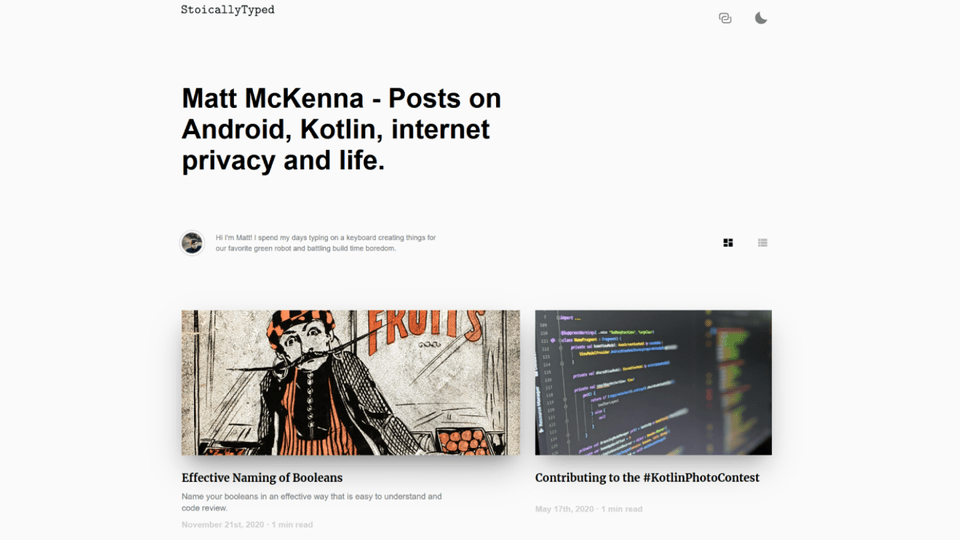 StoicallyTyped
Matt McKenna - Posts on
Android, Kotlin, internet
privacy and life.
Hi I'm Matt! I spend my days typing on a keyboard creating things for
our favorite green robot and battling build time boredom.
FRUITS
Effective Naming of Booleans
Name your booleans in an effective way that is easy to understand and
code review.
November 21st, 2020 · 1 min read
Contributing to the #KotlinPhotoContest
May 17th, 2020 · 1 min read